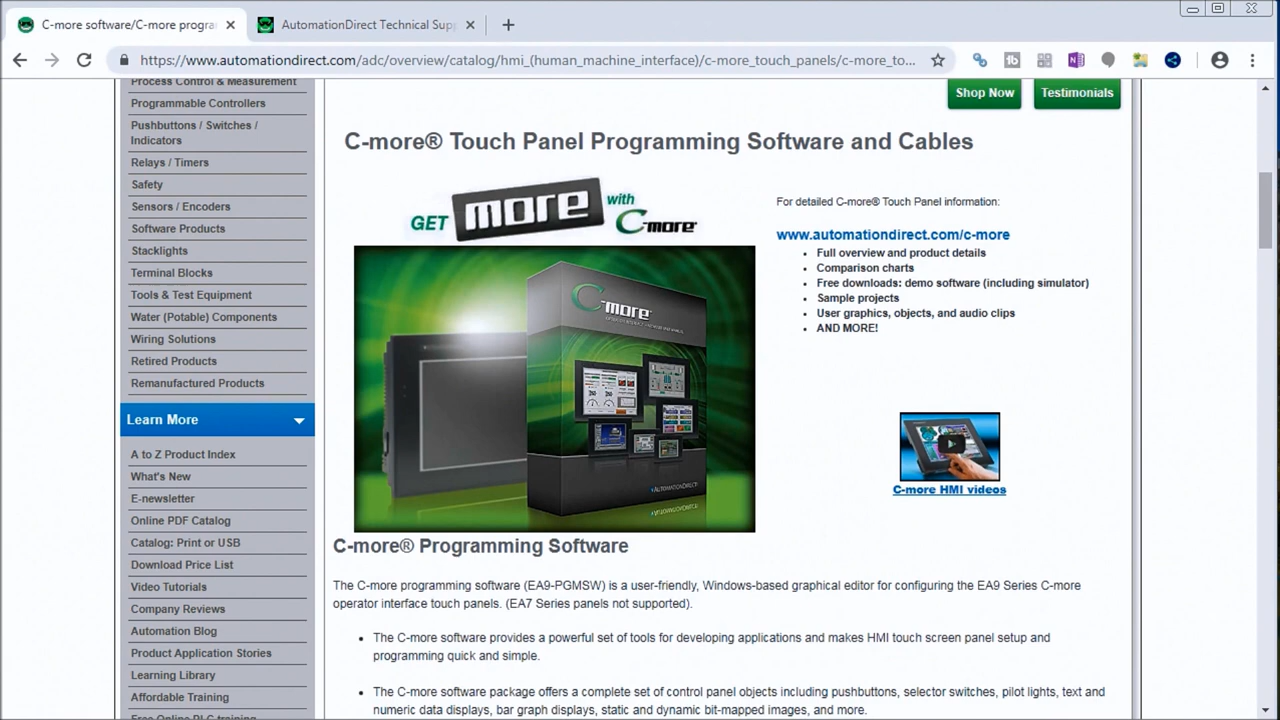 C-more software/C-more progra
AutomationDirect Technical Supp
https://www.automationdirect.com/adc/overview/catalog/hmi_(human_machine_interface)/c-more_touch_panels/c-more_to...
Process Control & Measurement
Programmable Controllers
Pushbuttons / Switches /
Indicators
Relays / Timers
Safety
Sensors / Encoders
Software Products
Stacklights
Terminal Blocks
Tools & Test Equipment
Water (Potable) Components
Wiring Solutions
Retired Products
Remanufactured Products
Learn More
A to Z Product Index
What's New
E-newsletter
Online PDF Catalog
Catalog: Print or USB
Download Price List
Video Tutorials
Company Reviews
Automation Blog
Product Application Stories
Learning Library
Affordable Training
Free Online PLC training
Shop Now
Testimonials
C-more® Touch Panel Programming Software and Cables
GET more with C-more
C-more
AUTOMATIONDIRECT
For detailed C-more® Touch Panel information:
www.automationdirect.com/c-more
• Full overview and product details
• Comparison charts
• Free downloads: demo software (including simulator)
• Sample projects
• User graphics, objects, and audio clips
• AND MORE!
C-more HMI videos
C-more® Programming Software
The C-more programming software (EA9-PGMSW) is a user-friendly, Windows-based graphical editor for configuring the EA9 Series C-more
operator interface touch panels. (EA7 Series panels not supported).
• The C-more software provides a powerful set of tools for developing applications and makes HMI touch screen panel setup and
programming quick and simple.
• The C-more software package offers a complete set of control panel objects including pushbuttons, selector switches, pilot lights, text and
numeric data displays, bar graph displays, static and dynamic bit-mapped images, and more.